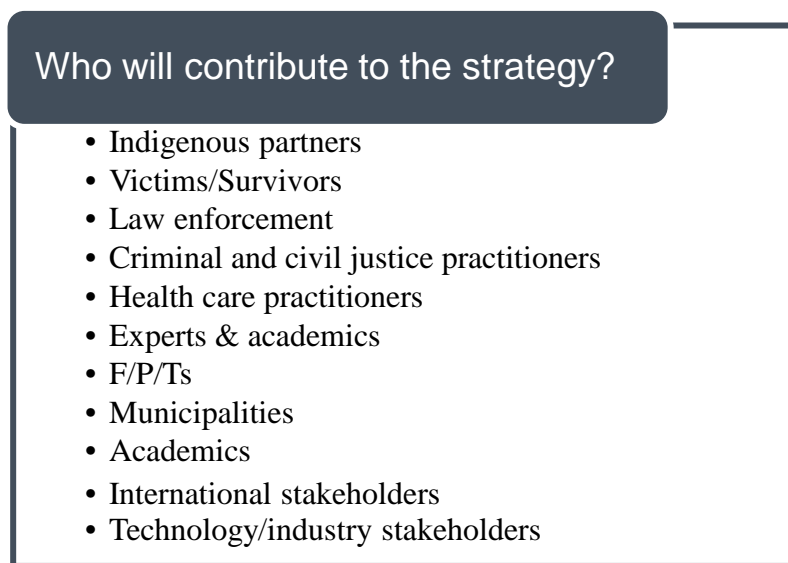 Who will contribute to the strategy?
• Indigenous partners
• Victims/Survivors
• Law enforcement
• Criminal and civil justice practitioners
• Health care practitioners
• Experts & academics
• F/P/Ts
• Municipalities
• Academics
• International stakeholders
• Technology/industry stakeholders